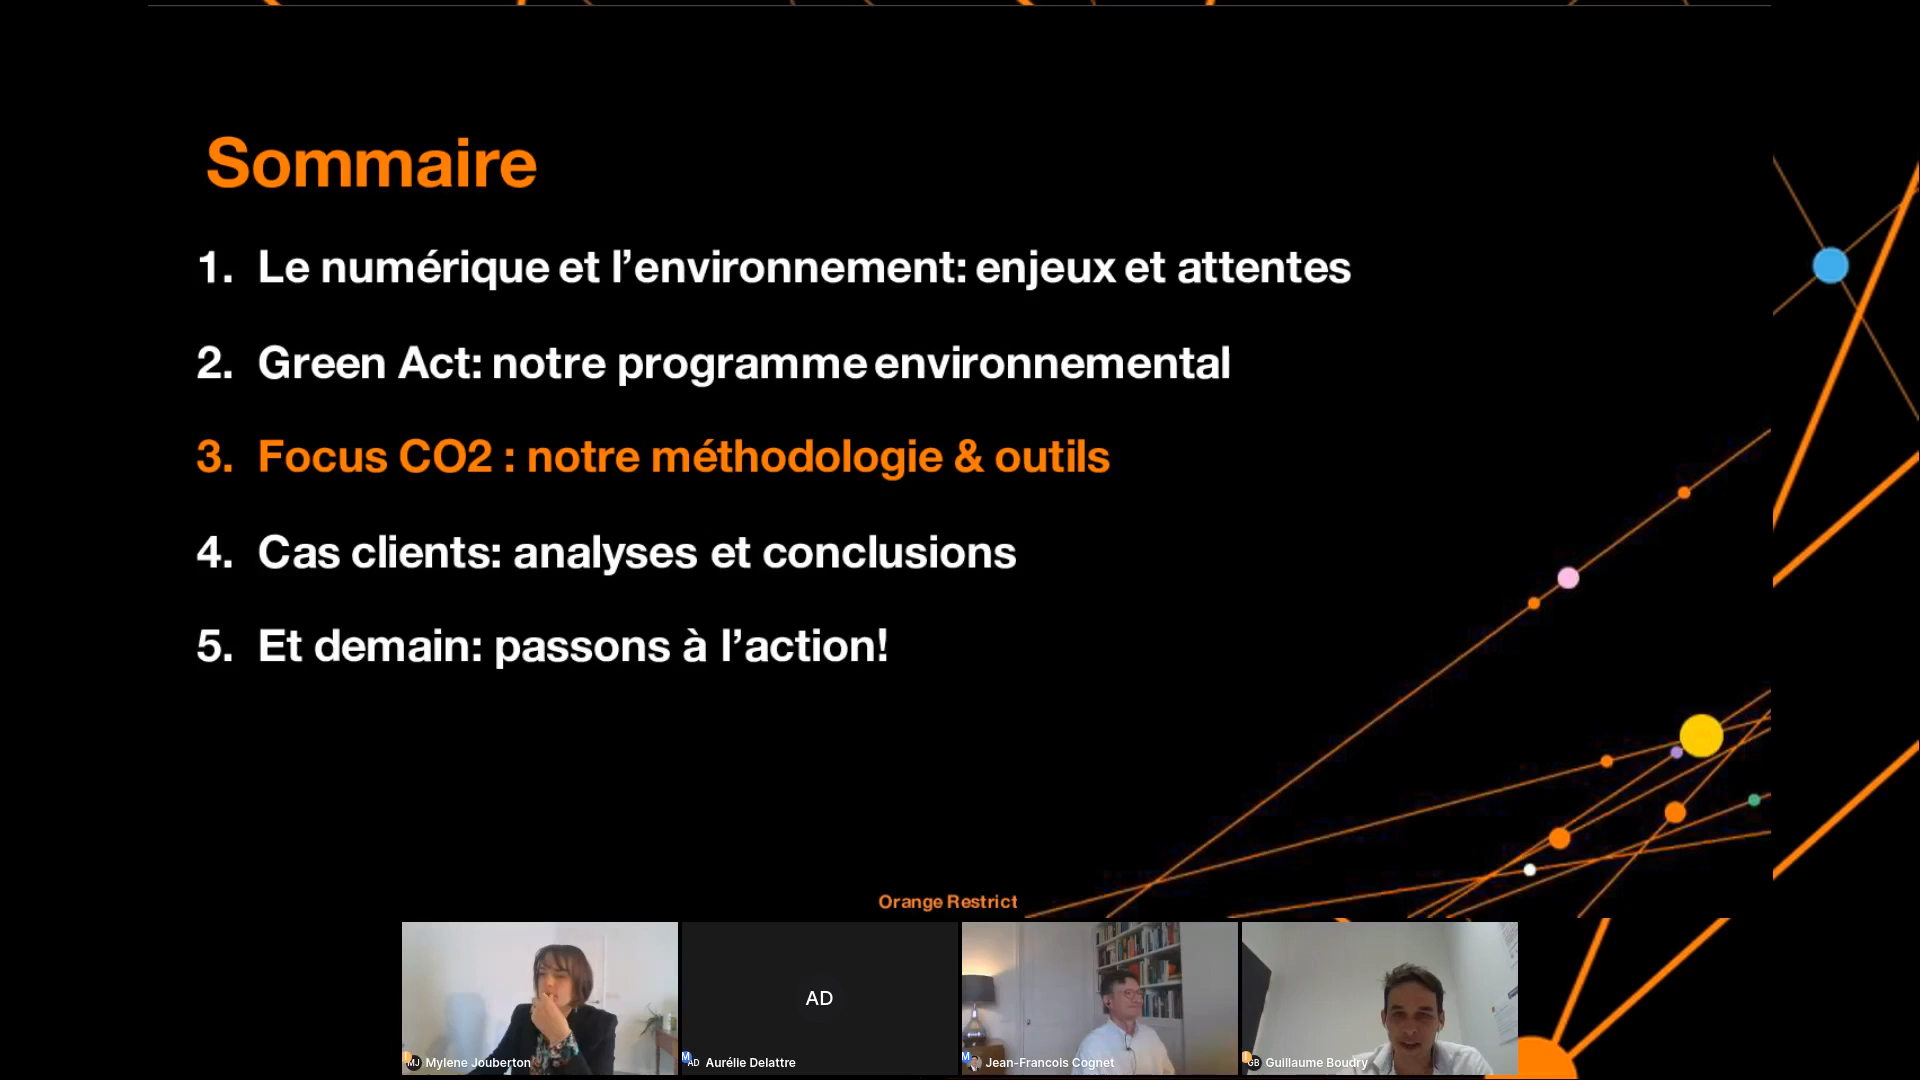 Sommaire
1. Le numérique et l’environnement: enjeux et attentes
2. Green Act: notre programme environnemental
3. Focus CO2 : notre méthodologie & outils
4. Cas clients: analyses et conclusions
5. Et demain: passons à l’action!
Orange Restrict
AD
MJ Mylene Jouberton
M AD Aurélie Delattre
M Jean-Francois Cognet
GB Guillaume Boudry